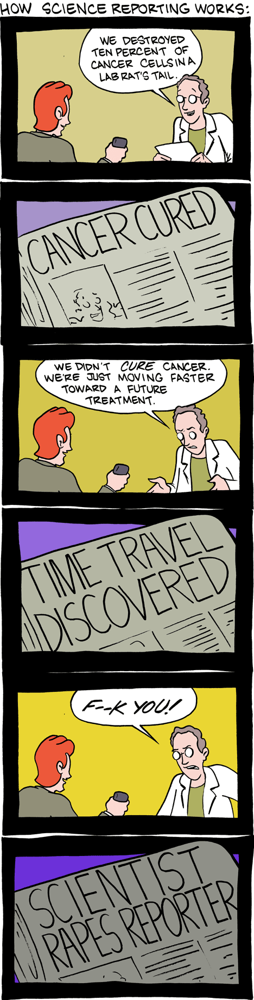 HOW SCIENCE REPORTING WORKS:
WE DESTROYED
TEN PERCENT OF
CANCER CELLS IN A
LAB RAT'S TAIL.
CANCER CURED
WE DIDN'T CURE CANCER.
WE'RE JUST MOVING FASTER
TOWARD A FUTURE
TREATMENT.
TIME TRAVEL
DISCOVERED
F--K YOU!
SCIENTIST
RAPES REPORTER